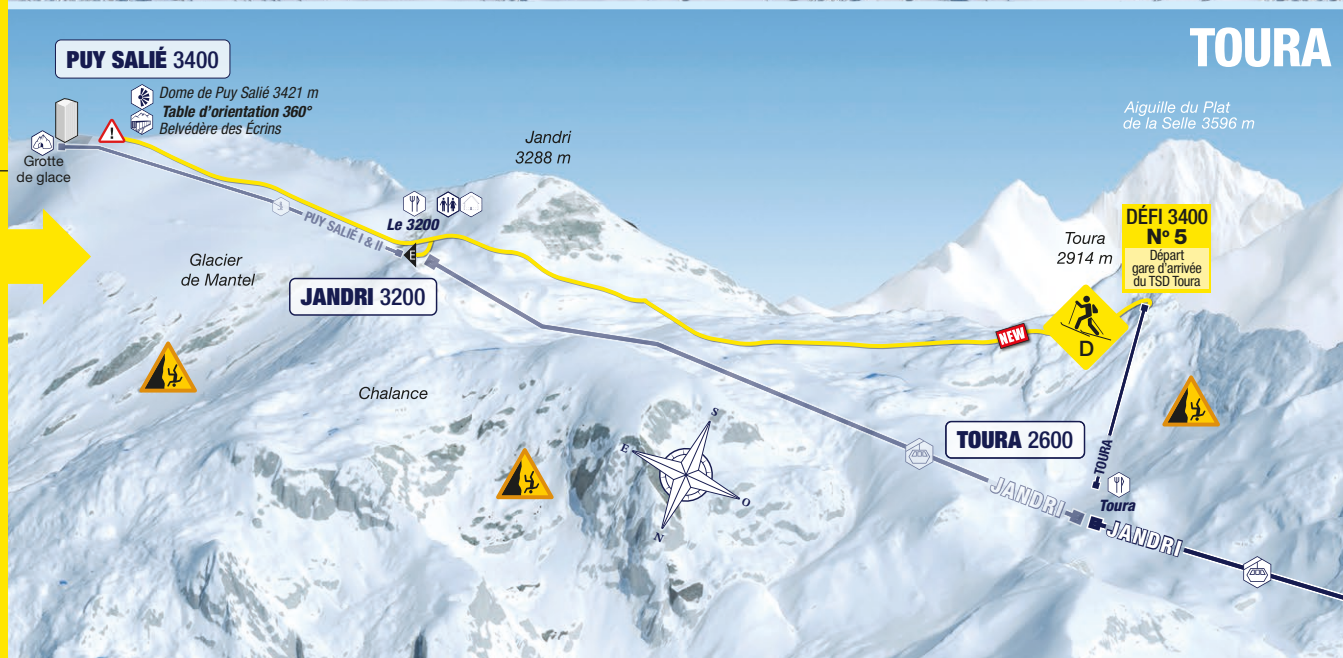 TOURA
PUY SALIÉ 3400
Dome de Puy Salié 3421 m
Table d'orientation 360°
Belvédère des Écrins
!
Grotte
de glace
Jandri
3288 m
Aiguille du Plat
de la Selle 3596 m
Le 3200
PUY SALIÉ I & II
E
Glacier
de Mantel
JANDRI 3200
Toura
2914 m
DÉFI 3400
Nº 5
Départ
gare d'arrivée
du TSD Toura
NEW
D
Chalance
S
E
O
N
TOURA 2600
TOURA
Toura
JANDRI
JANDRI